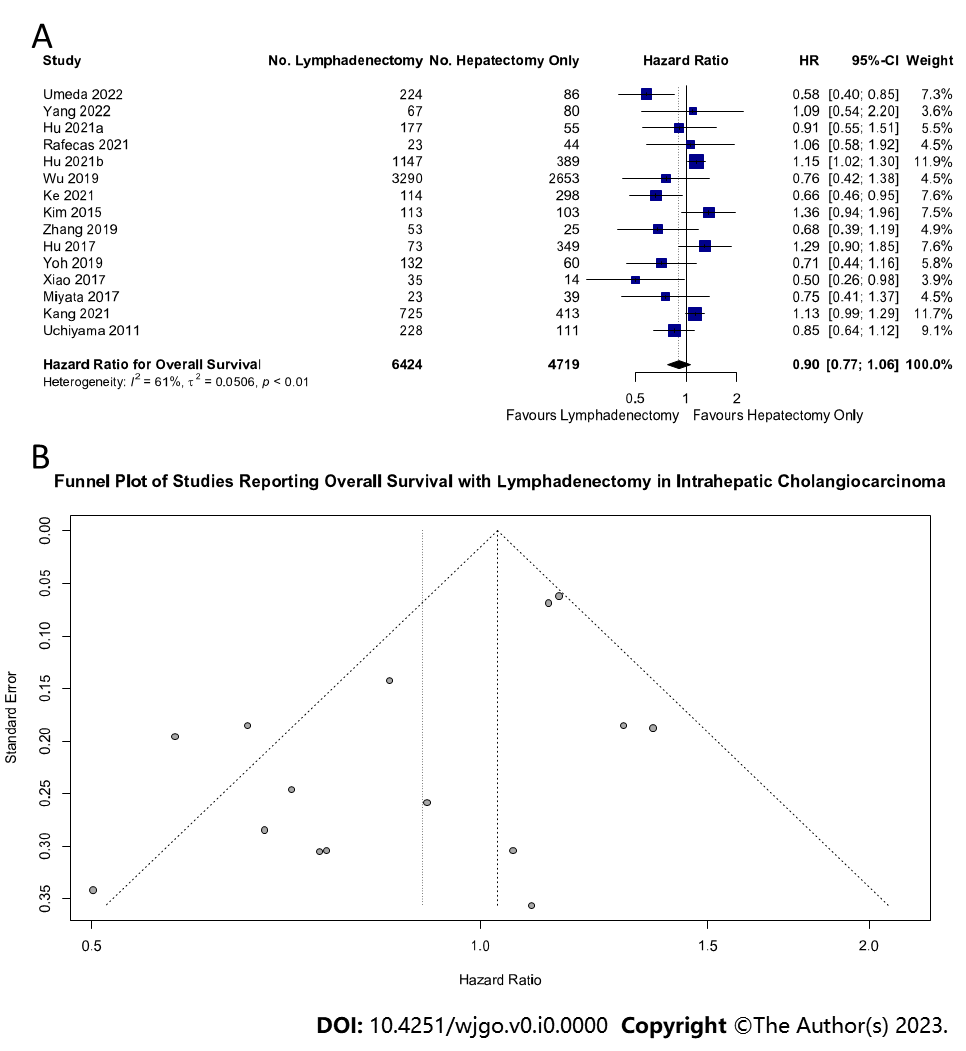 A
Study No. Lymphadenectomy No. Hepatectomy Only Hazard Ratio HR 95%-CI Weight
Umeda 2022 224 86 0.58 [0.40; 0.85] 7.3%
Yang 2022 67 80 1.09 [0.54; 2.20] 3.6%
Hu 2021a 177 55 0.91 [0.55; 1.51] 5.5%
Rafecas 2021 23 44 1.06 [0.58; 1.92] 4.5%
Hu 2021b 1147 389 1.15 [1.02; 1.30] 11.9%
Wu 2019 3290 2653 0.76 [0.42; 1.38] 4.5%
Ke 2021 114 298 0.66 [0.46; 0.95] 7.6%
Kim 2015 113 103 1.36 [0.94; 1.96] 7.5%
Zhang 2019 53 25 0.68 [0.39; 1.19] 4.9%
Hu 2017 73 349 1.29 [0.90; 1.85] 7.6%
Yoh 2019 132 60 0.71 [0.44; 1.16] 5.8%
Xiao 2017 35 14 0.50 [0.26; 0.98] 3.9%
Miyata 2017 23 39 0.75 [0.41; 1.37] 4.5%
Kang 2021 725 413 1.13 [0.99; 1.29] 11.7%
Uchiyama 2011 228 111 0.85 [0.64; 1.12] 9.1%
Hazard Ratio for Overall Survival 6424 4719 0.90 [0.77; 1.06] 100.0%
Heterogeneity: I² = 61%, τ² = 0.0506, p < 0.01
0.5 1 2
Favours Lymphadenectomy Favours Hepatectomy Only
B
Funnel Plot of Studies Reporting Overall Survival with Lymphadenectomy in Intrahepatic Cholangiocarcinoma
Standard Error
0.00
0.05
0.10
0.15
0.20
0.25
0.30
0.35
0.5 1.0 1.5 2.0
Hazard Ratio
DOI: 10.4251/wjgo.v0.i0.0000 Copyright ©The Author(s) 2023.